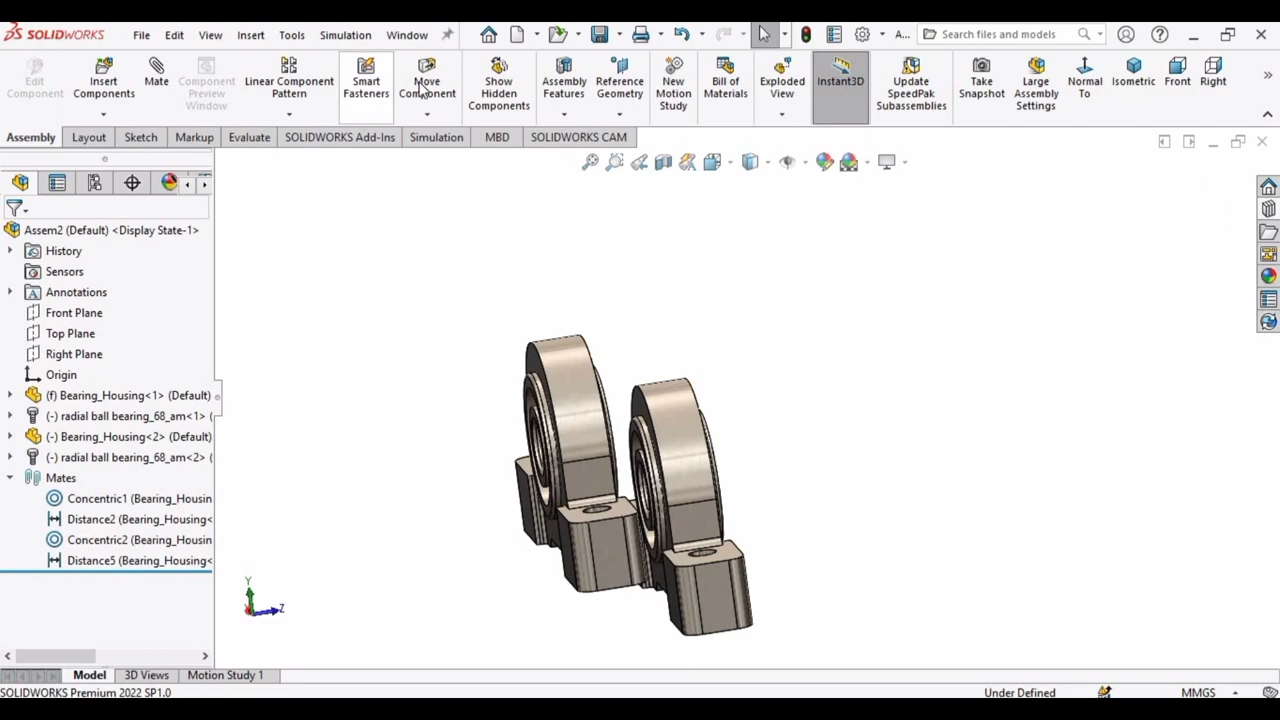 SOLIDWORKS File Edit View Insert Tools Simulation Window A... Search files and models
Edit Component
Insert Components
Mate
Component Preview Window
Linear Component Pattern
Smart Fasteners
Move Component
Show Hidden Components
Assembly Features
Reference Geometry
New Motion Study
Bill of Materials
Exploded View
Instant3D
Update SpeedPak Subassemblies
Take Snapshot
Large Assembly Settings
Normal To
Isometric
Front
Right
Assembly Layout Sketch Markup Evaluate SOLIDWORKS Add-Ins Simulation MBD SOLIDWORKS CAM
Assem2 (Default) <Display State-1>
History
Sensors
Annotations
Front Plane
Top Plane
Right Plane
Origin
(f) Bearing_Housing<1> (Default)
(-) radial ball bearing_68_am<1> (
(-) Bearing_Housing<2> (Default)
(-) radial ball bearing_68_am<2> (
Mates
Concentric1 (Bearing_Housin
Distance2 (Bearing_Housing<
Concentric2 (Bearing_Housin
Distance5 (Bearing_Housing<
Y
Z
Model 3D Views Motion Study 1
SOLIDWORKS Premium 2022 SP1.0 Under Defined MMGS